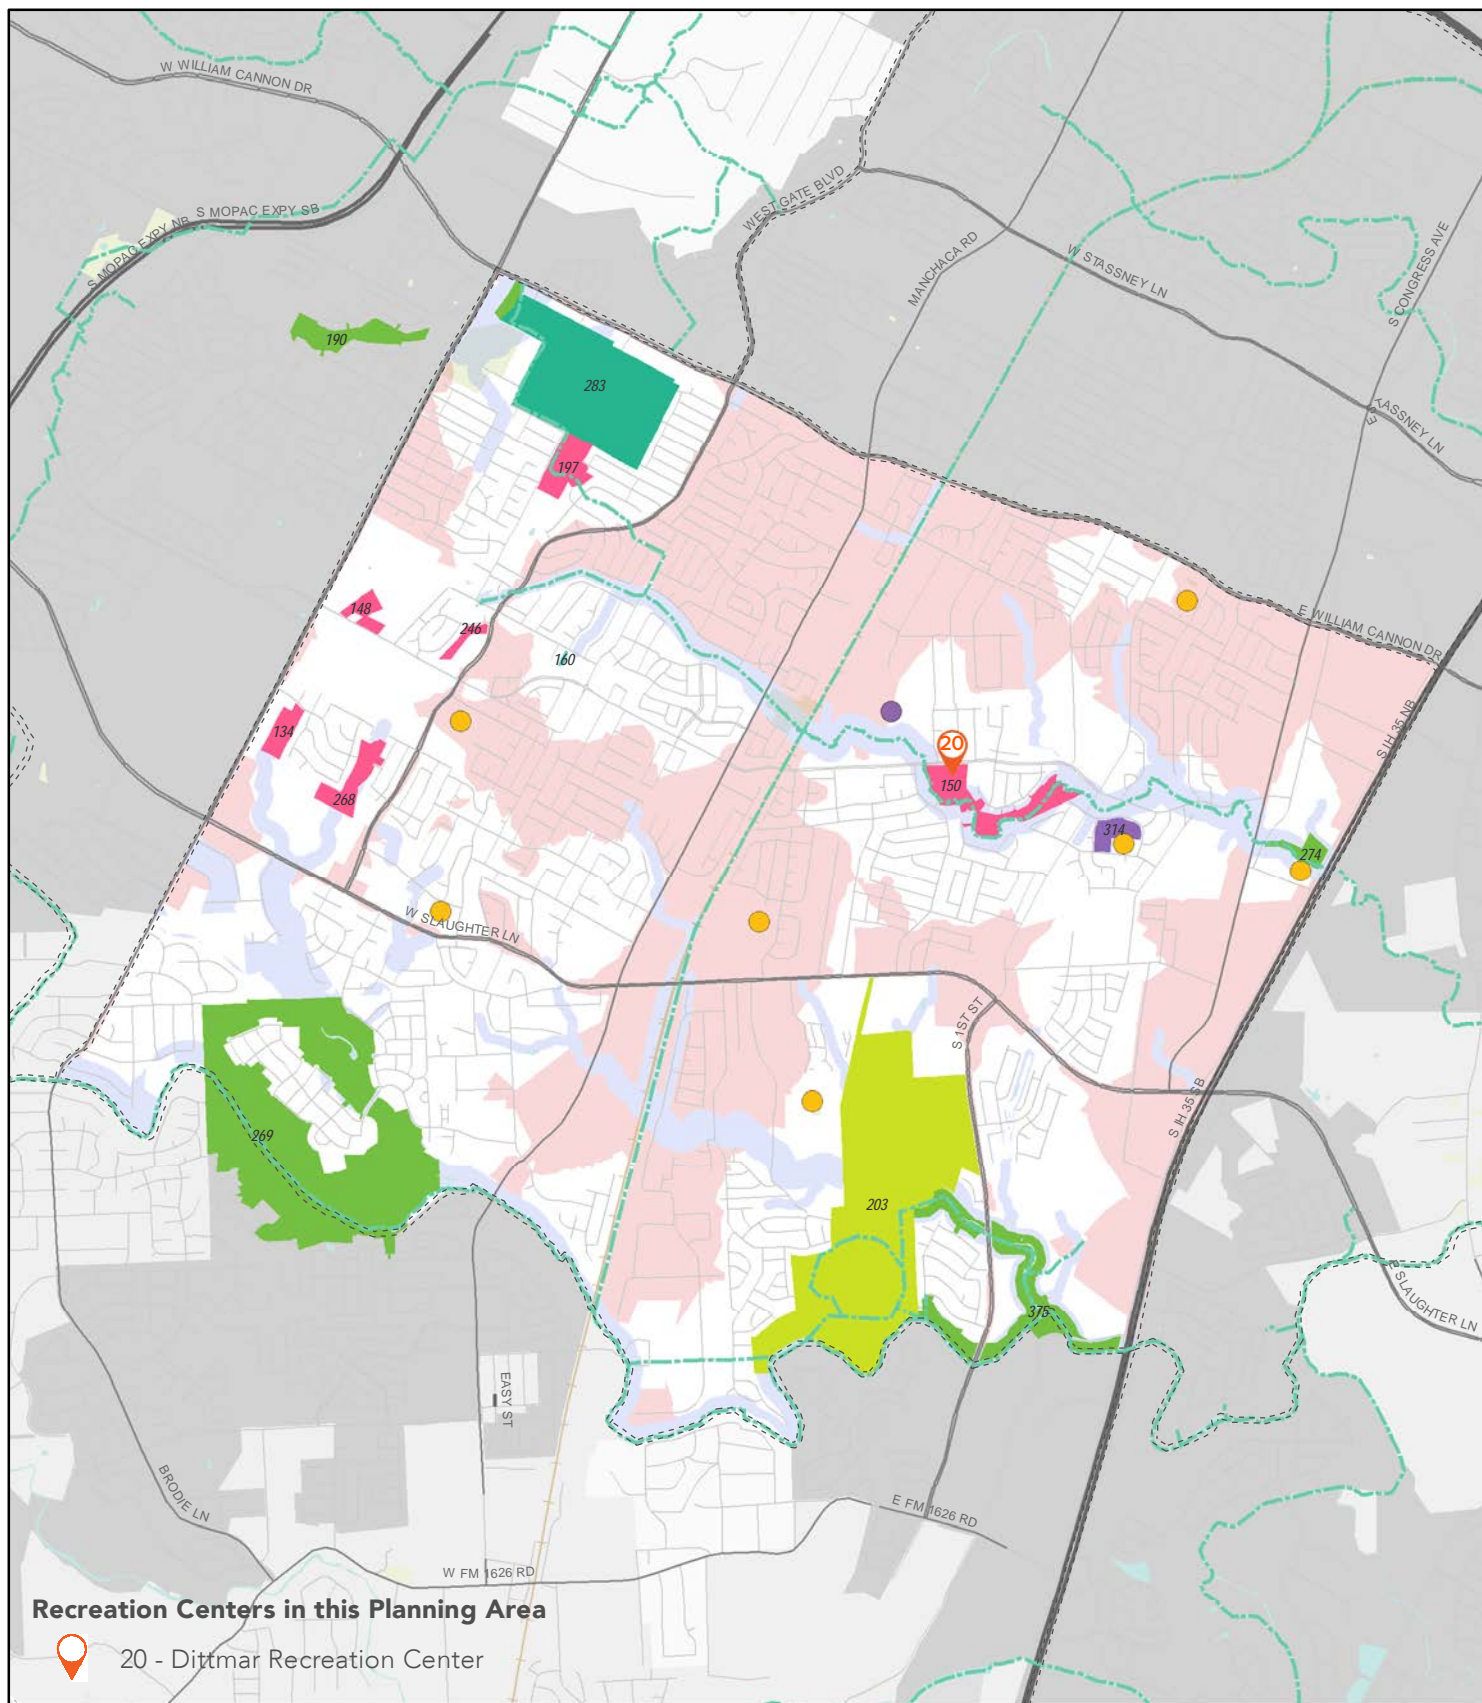 W WILLIAM CANNON DR
S MOPAC EXPY SB
S MOPAC EXPY NB
WEST GATE BLVD
MANCHACA RD
W STASSNEY LN
S CONGRESS AVE
190
283
197
148
246
160
E WILLIAM CANNON DR
S IH 35 NB
134
268
20
150
314
274
W SLAUGHTER LN
S 1ST ST
S IH 35 SB
269
203
375
E SLAUGHTER LN
EASY ST
BRODIE LN
E FM 1626 RD
W FM 1626 RD
Recreation Centers in this Planning Area
20 - Dittmar Recreation Center